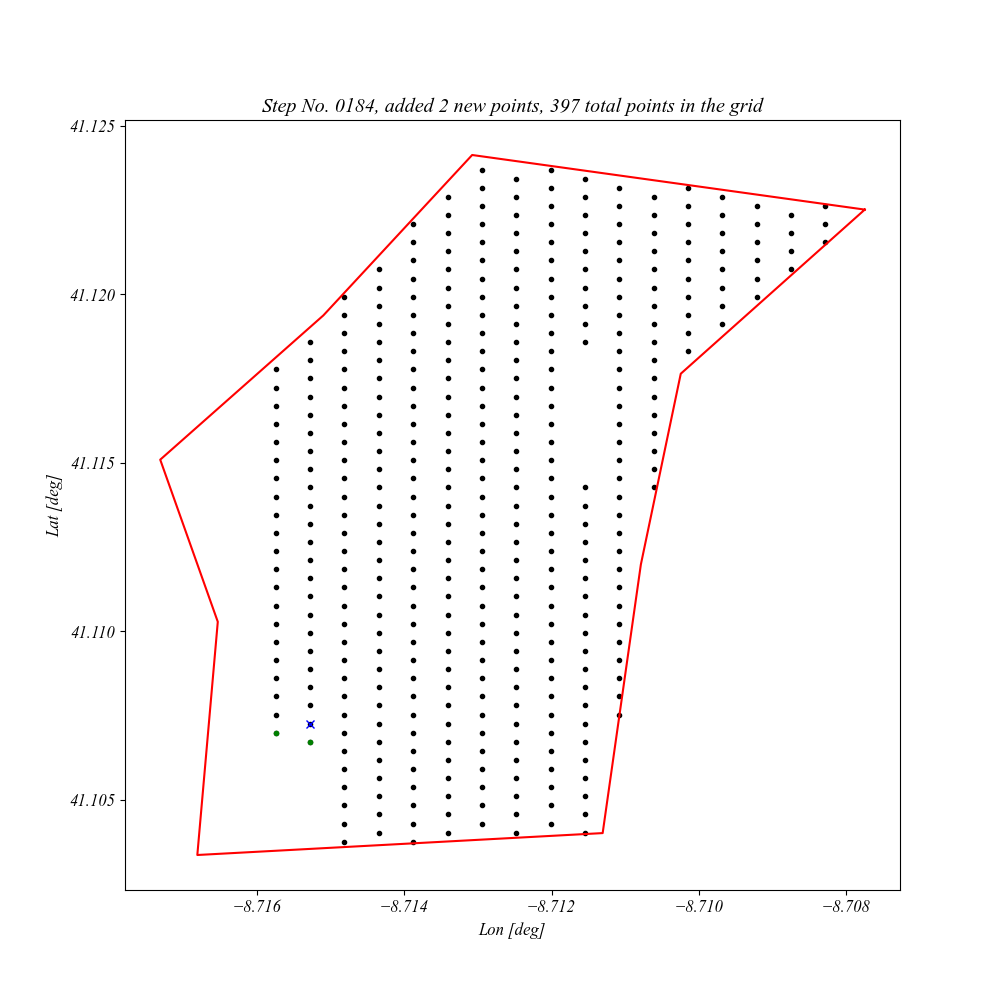 Step No. 0184, added 2 new points, 397 total points in the grid
41.125
41.120
41.115
41.110
41.105
Lat [deg]
−8.716 −8.714 −8.712 −8.710 −8.708
Lon [deg]